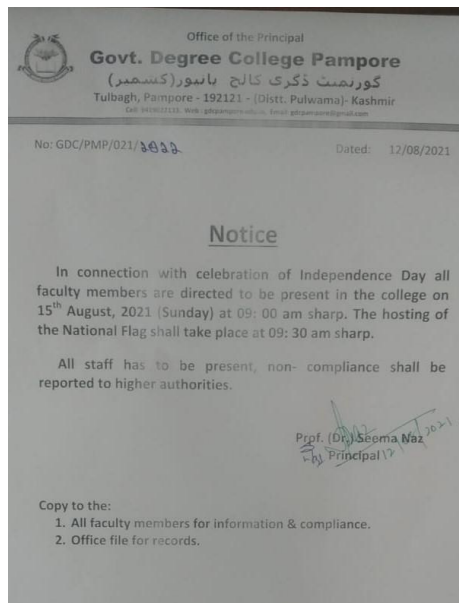 Office of the Principal
Govt. Degree College Pampore
گورنمنٹ ڈگری کالج پانپور(کشمیر)
Tulbagh, Pampore - 192121 - (Distt. Pulwama)- Kashmir
No: GDC/PMP/021/2022
Dated: 12/08/2021
Notice
In connection with celebration of Independence Day all
faculty members are directed to be present in the college on
15th August, 2021 (Sunday) at 09: 00 am sharp. The hosting of
the National Flag shall take place at 09: 30 am sharp.
All staff has to be present, non- compliance shall be
reported to higher authorities.
Prof. (Dr.) Seema Naz
Principal 12/08/2021
Copy to the:
1. All faculty members for information & compliance.
2. Office file for records.